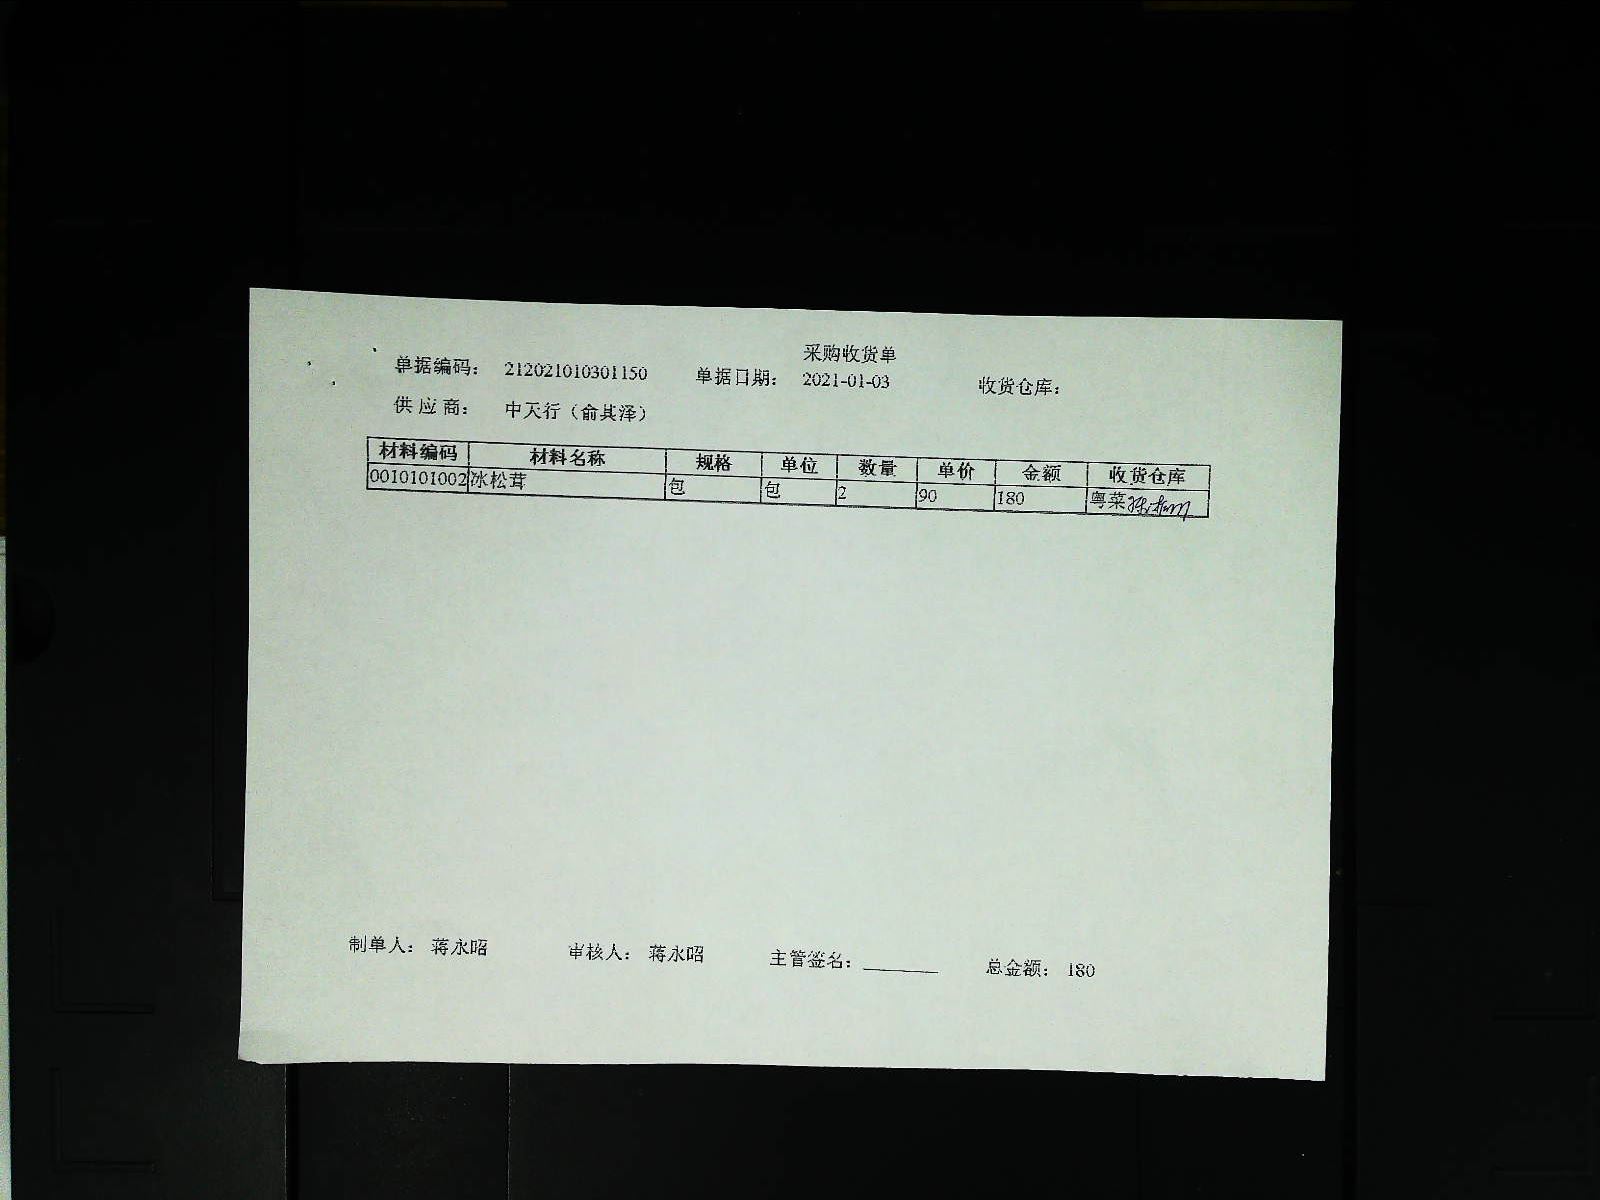 采购收货单
单据编码： 212021010301150 单据日期： 2021-01-03 收货仓库：
供 应 商： 中天行（俞其泽）
材料编码 材料名称 规格 单位 数量 单价 金额 收货仓库
0010101002 冰松茸 包 包 2 90 180 粤菜
制单人： 蒋永昭 审核人： 蒋永昭 主管签名： 总金额： 180